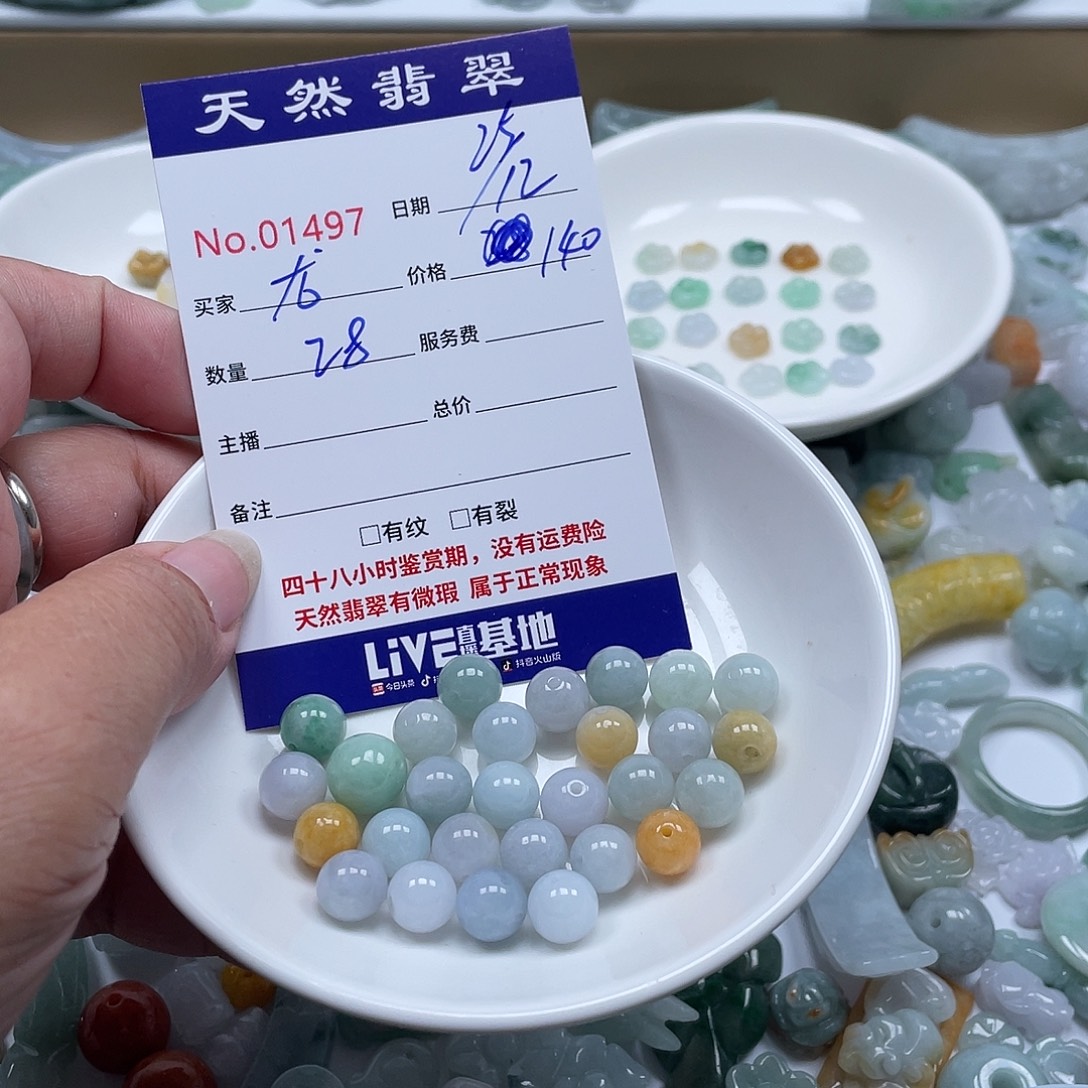 天然翡翠
日期 25/12
No.01497
买家 龙 价格 140
数量 28 服务费
主播 总价
备注
□有纹 □有裂
四十八小时鉴赏期，没有运费险
天然翡翠有微瑕 属于正常现象
LIVE直播基地
今日头条 抖音火山版